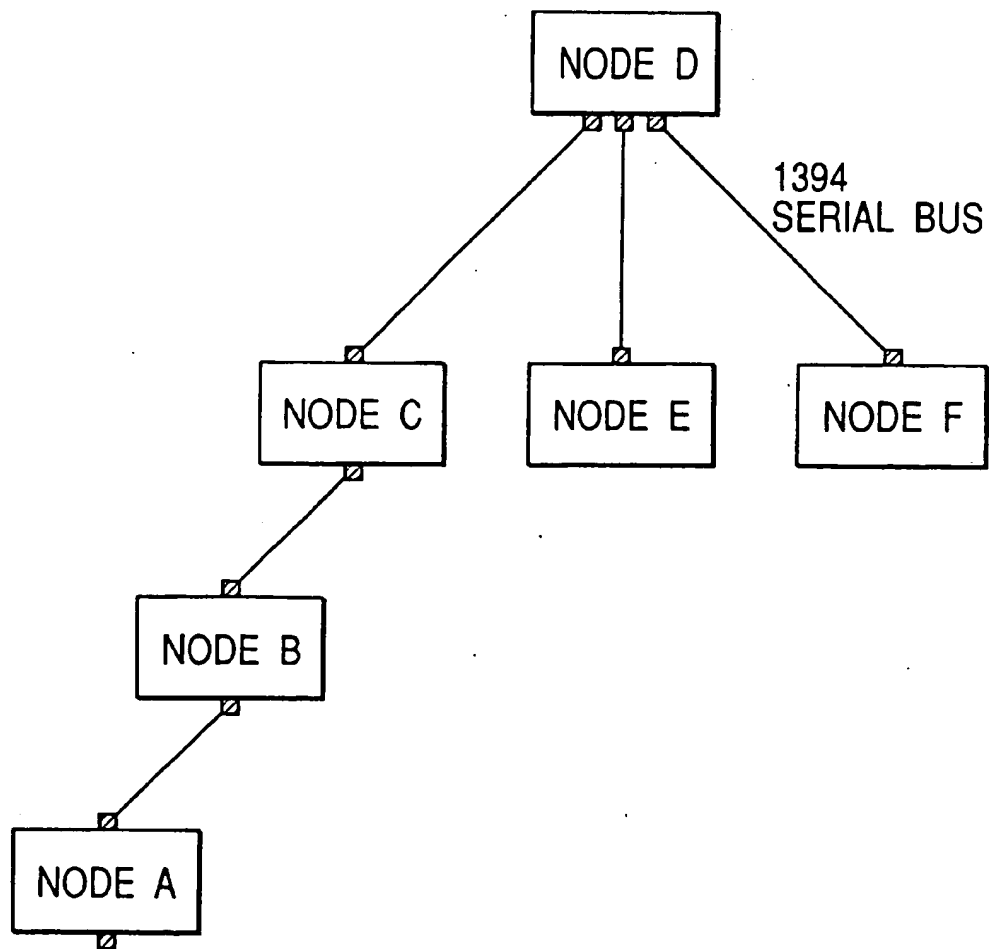 NODE D
1394
SERIAL BUS
NODE C
NODE E
NODE F
NODE B
NODE A